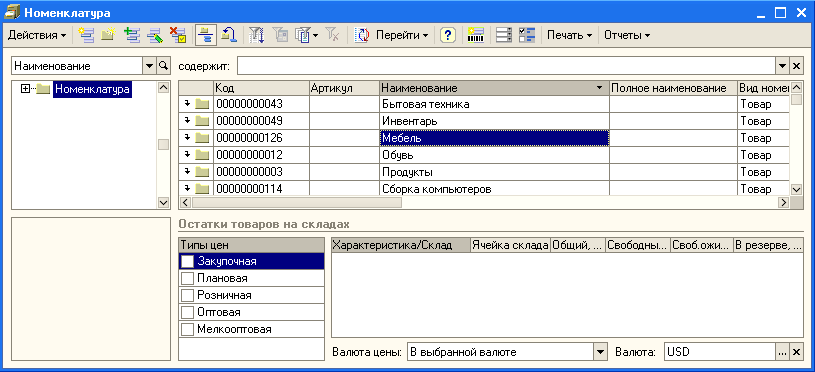 Номенклатура
Действия Перейти ? Печать Отчеты
Наименование содержит:
Номенклатура
Код Артикул Наименование Полное наименование Вид номен
00000000043 Бытовая техника Товар
00000000049 Инвентарь Товар
00000000126 Мебель Товар
00000000012 Обувь Товар
00000000003 Продукты Товар
00000000114 Сборка компьютеров Товар
Остатки товаров на складах
Типы цен
Закупочная
Плановая
Розничная
Оптовая
Мелкооптовая
Характеристика/Склад Ячейка склада Общий, ... Свободны... Своб.ожи... В резерве, ...
Валюта цены: В выбранной валюте Валюта: USD ...